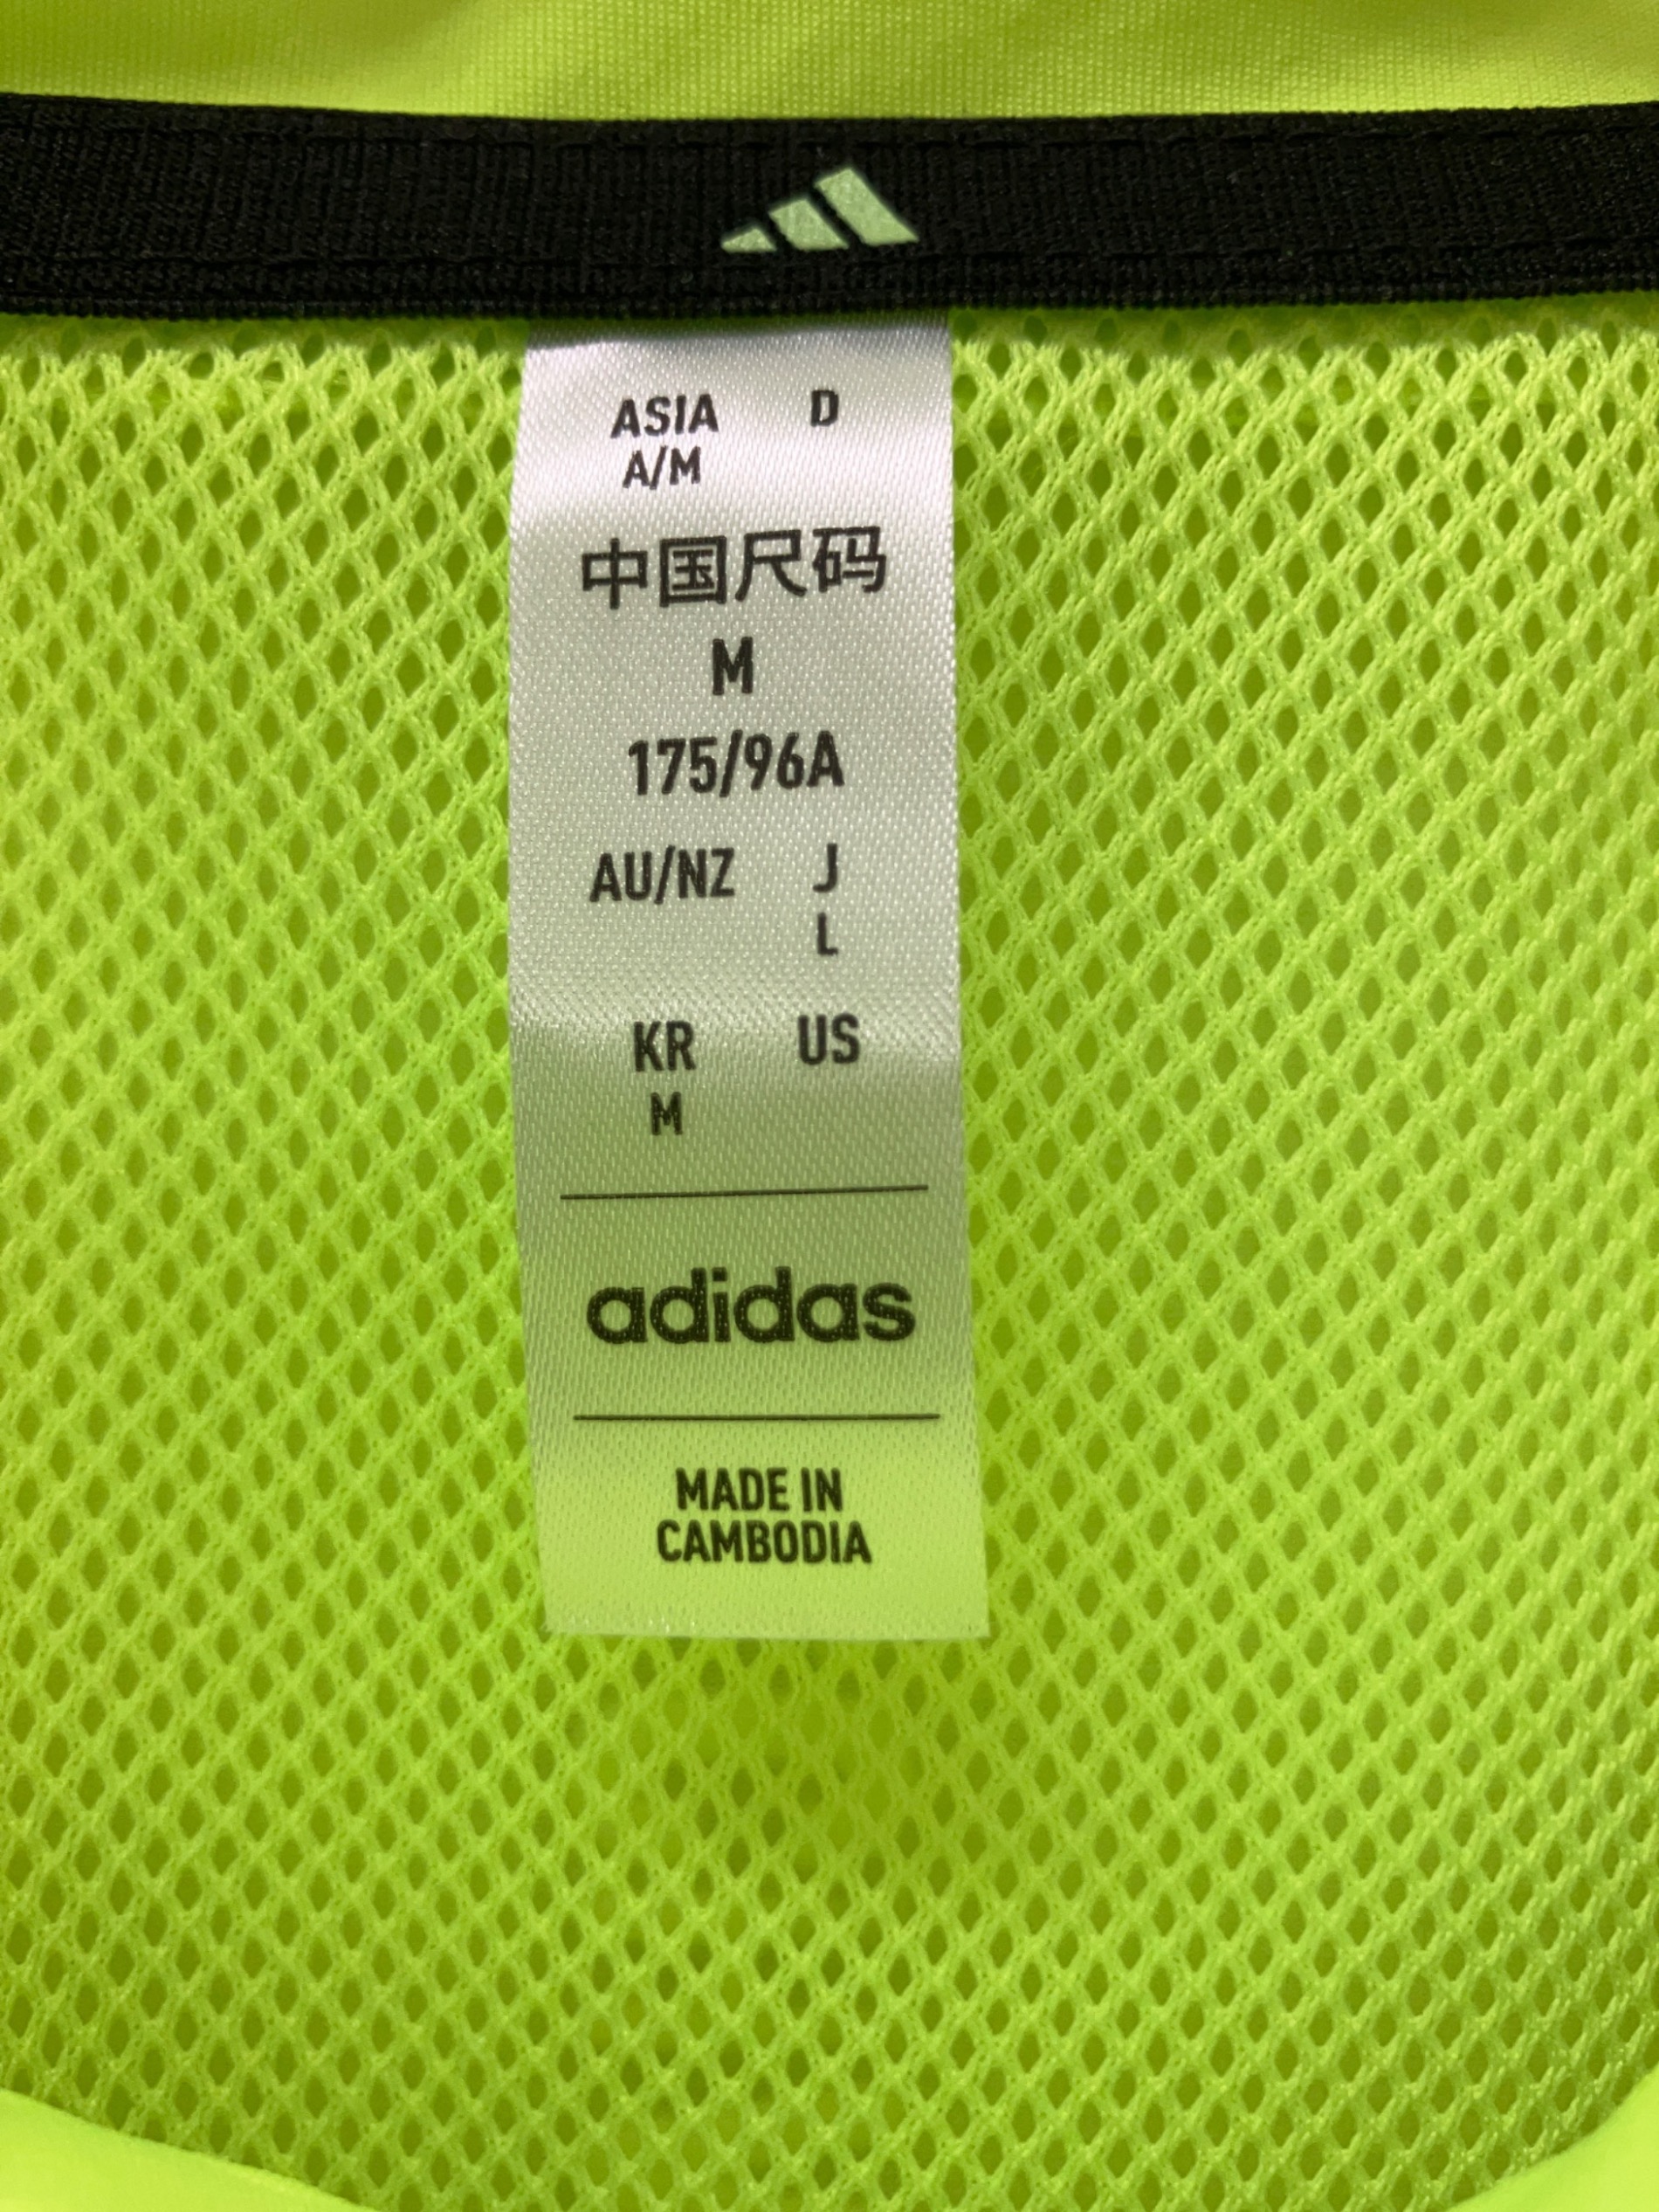 ASIA D
A/M
中国尺码
M
175/96A
AU/NZ J
L
KR US
M
adidas
MADE IN
CAMBODIA